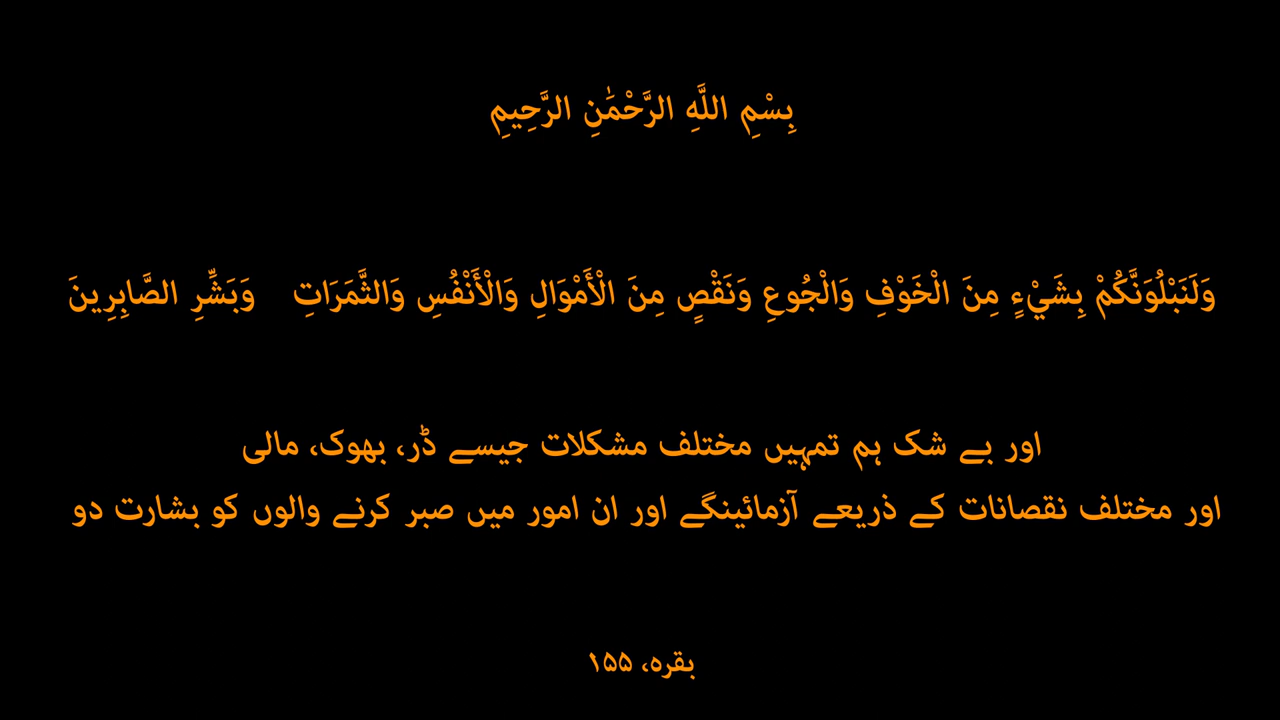 بِسْمِ اللَّهِ الرَّحْمَٰنِ الرَّحِيمِ
وَلَنَبْلُوَنَّكُمْ بِشَيْءٍ مِنَ الْخَوْفِ وَالْجُوعِ وَنَقْصٍ مِنَ الْأَمْوَالِ وَالْأَنْفُسِ وَالثَّمَرَاتِ وَبَشِّرِ الصَّابِرِينَ
اور بے شک ہم تمہیں مختلف مشکلات جیسے ڈر، بھوک، مالی
اور مختلف نقصانات کے ذریعے آزمائینگے اور ان امور میں صبر کرنے والوں کو بشارت دو
بقرہ، ۱۵۵